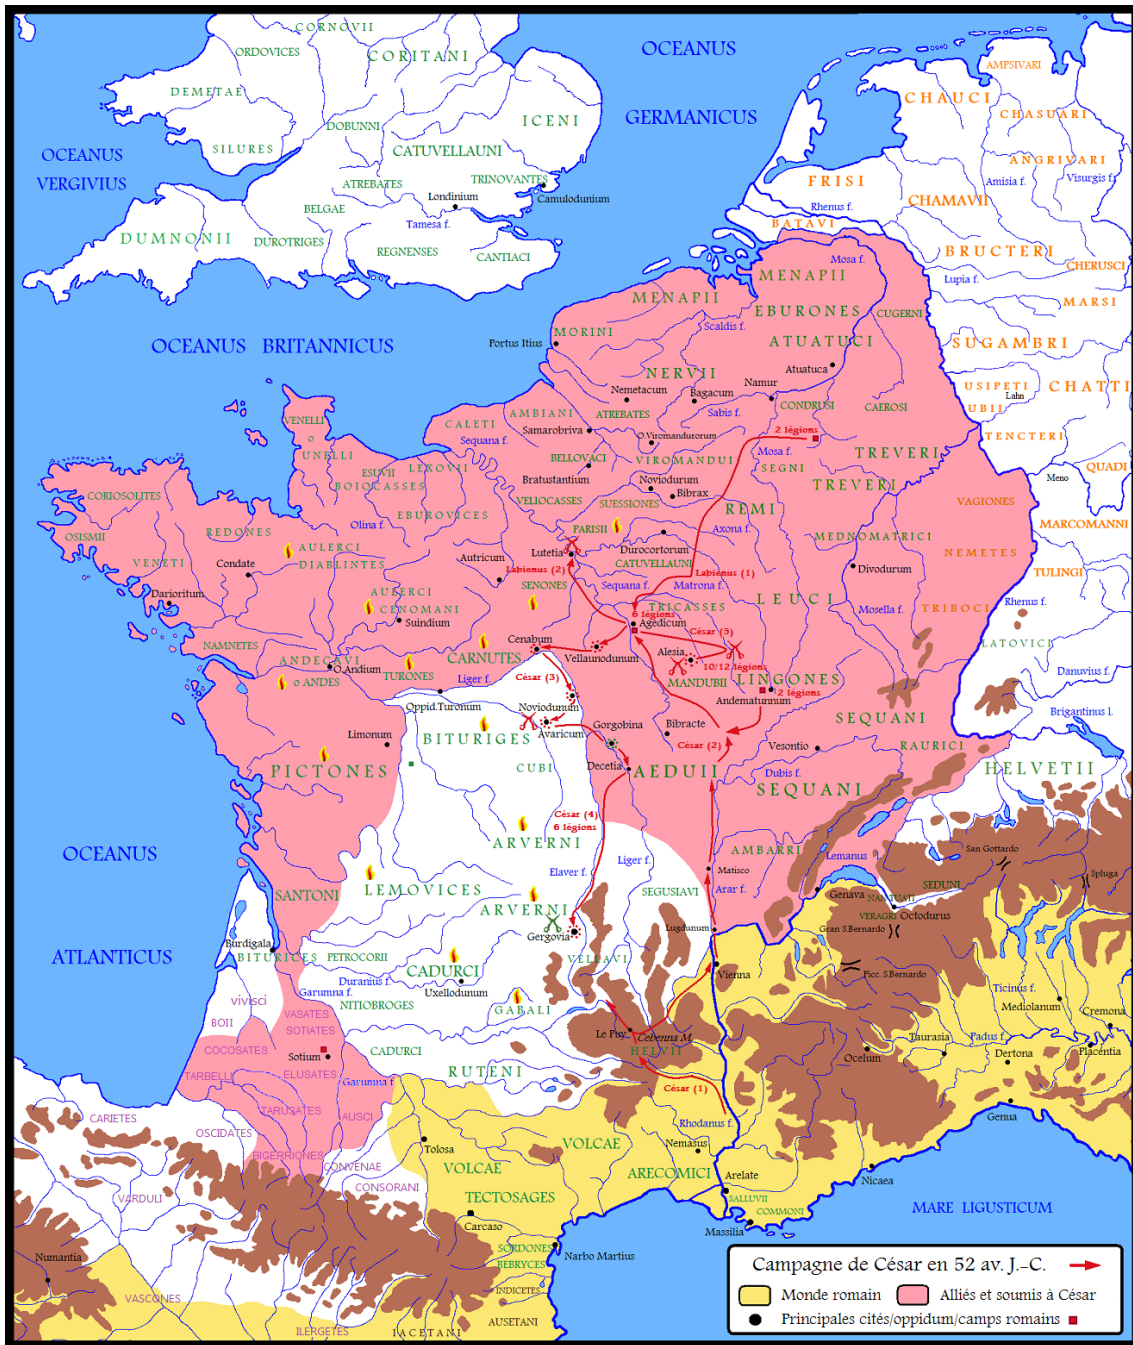 CORNOVII
ORDOVICES
CORITANI
OCEANUS
GERMANICUS
AMPSIVARI
CHAUCI
CHASUARI
DEMETAE
ICENI
DOBUNNI
SILURES
CATUVELLAUNI
OCEANUS
VERGIVIUS
ANGRIVARI
Amisia f.
Visurgis f.
FRISI
CHAMAVII
Rhenus f.
BATAVI
ATREBATES
TRINOVANTES
Londinium
Camulodunium
BELGAE
Tamesa f.
DUMNONII
DUROTRIGES
REGNENSES
CANTIACI
BRUCTERI
CHERUSCI
Lupia f.
MARSI
Mosa f.
MENAPII
MENAPII
EBURONES
CUGERNI
Scaldis f.
MORINI
ATUATUCI
SUGAMBRI
Portus Itius
OCEANUS BRITANNICUS
Atuatuca
NERVII
Namur
USIPETI
CHATTI
Lahn
UBII
Nemetacum
Bagacum
CONDRUSI
CAEROSI
AMBIANI
ATREBATES
Sabis f.
VENELLI
o
UNELLI
CALETI
Samarobriva
Sequana f.
O.Viromandurorum
2 légions
TENCTERI
Mosa f.
TREVERI
BELLOVACI
VIROMANDUI
SEGNI
QUADI
Meno
LEXOVII
ESUVII
BOIOCASSES
Bratustantium
Noviodurum
Bibrax
TREVERI
CORIOSOLITES
VELIOCASSES
SUESSIONES
REMI
VAGIONES
EBUROVICES
Olina f.
PARISII
Axona f.
MARCOMANNI
OSISMII
REDONES
AULERCI
DIABLINTES
Durocortorum
CATUVELLAUNI
MEDNOMATRICI
NEMETES
VENETI
Condate
Autricum
Lutetia
Labienus (2)
Labienus (1)
Divodurum
TULINGI
Darioritum
AULERCI
CENOMANI
SENONES
Sequana f.
Matrona f.
TRICASSES
LEUCI
Mosella f.
TRIBOCI
Rhenus f.
Suindium
6 légions
Agedicum
César (5)
NAMNETES
Cenabum
Vellaunodunum
Alesia
10/12 légions
LATOVICI
ANDECAVI
o ANDES
O.Andium
TURONES
CARNUTES
MANDUBII
LINGONES
2 légions
Danuvius f.
Liger f.
César (3)
Oppid.Turonum
Noviodunum
Andematunnum
Brigantinus l.
Limonum
BITURIGES
Avaricum
Gorgobina
Bibracte
SEQUANI
César (2)
Vesontio
RAURICI
PICTONES
CUBI
Decetia
AEDUII
Dubis f.
SEQUANI
HELVETII
César (4)
6 légions
ARVERNI
AMBARRI
OCEANUS
Liger f.
Elaver f.
Matisco
Lemanus l.
San Gottardo
Spluga
SANTONI
LEMOVICES
SEGUSIAVI
Arar f.
Genava
NANTUATI
SEDUNI
VERAGRI
Octodurus
ARVERNI
Gergovia
Lugdunum
Gran S.Bernardo
Burdigala
BITURICES
PETROCORII
ATLANTICUS
CADURCI
VELLAVI
Vienna
Picc. S.Bernardo
Duranius f.
Garumna f.
Uxellodunum
Ticinus f.
Mediolanum
vivisci
NITIOBROGES
GABALI
Cremona
BOII
VASATES
SOTIATES
Le Puy
Cebenna M.
Taurasia
Padus f.
COCOSATES
Sotium
CADURCI
HELVII
Ocelum
Dertona
Placentia
TARBELLI
ELUSATES
RUTENI
Garumna f.
César (1)
CARIETES
TARUCATES
AUSCI
Rhodanus f.
Genua
OSCIDATES
VOLCAE
Nemasus
Tolosa
BIGERRIONES
CONVENAE
VOLCAE
ARECOMICI
Arelate
Nicaea
CONSORANI
VARDULI
TECTOSAGES
SALLUVII
COMMONI
MARE LIGUSTICUM
Carcaso
Massilia
Numantia
SORDONES
BEBRYCES
Narbo Martius
INDICETES
VASCONES
AUSETANI
ILERGETES
IACETANI
Campagne de César en 52 av. J.-C.
Monde romain
Alliés et soumis à César
Principales cités/oppidum/camps romains